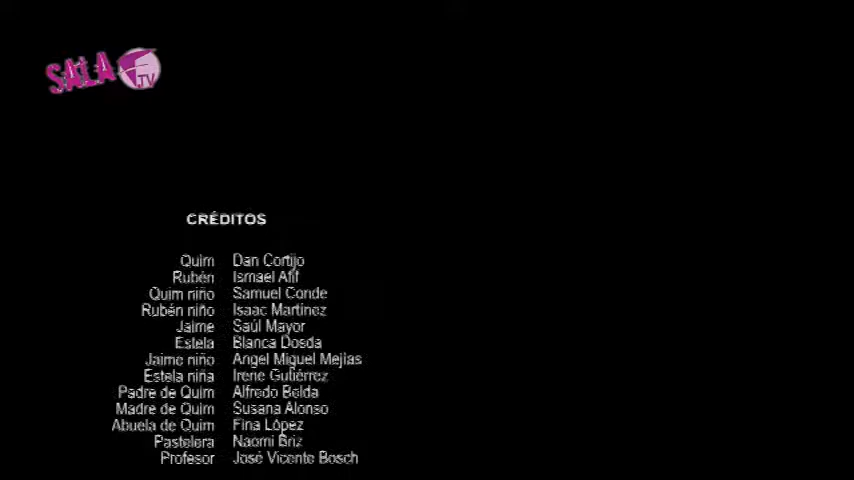 SALA F.TV
CRÉDITOS
Quim Dan Cortijo
Rubén Ismael Afif
Quim niño Samuel Conde
Rubén niño Isaac Martinez
Jaime Saúl Mayor
Estela Blanca Dosda
Jaime niño Angel Miguel Mejías
Estela niña Irene Gutiérrez
Padre de Quim Alfredo Belda
Madre de Quim Susana Alonso
Abuela de Quim Fina López
Pastelera Naomi Briz
Profesor José Vicente Bosch